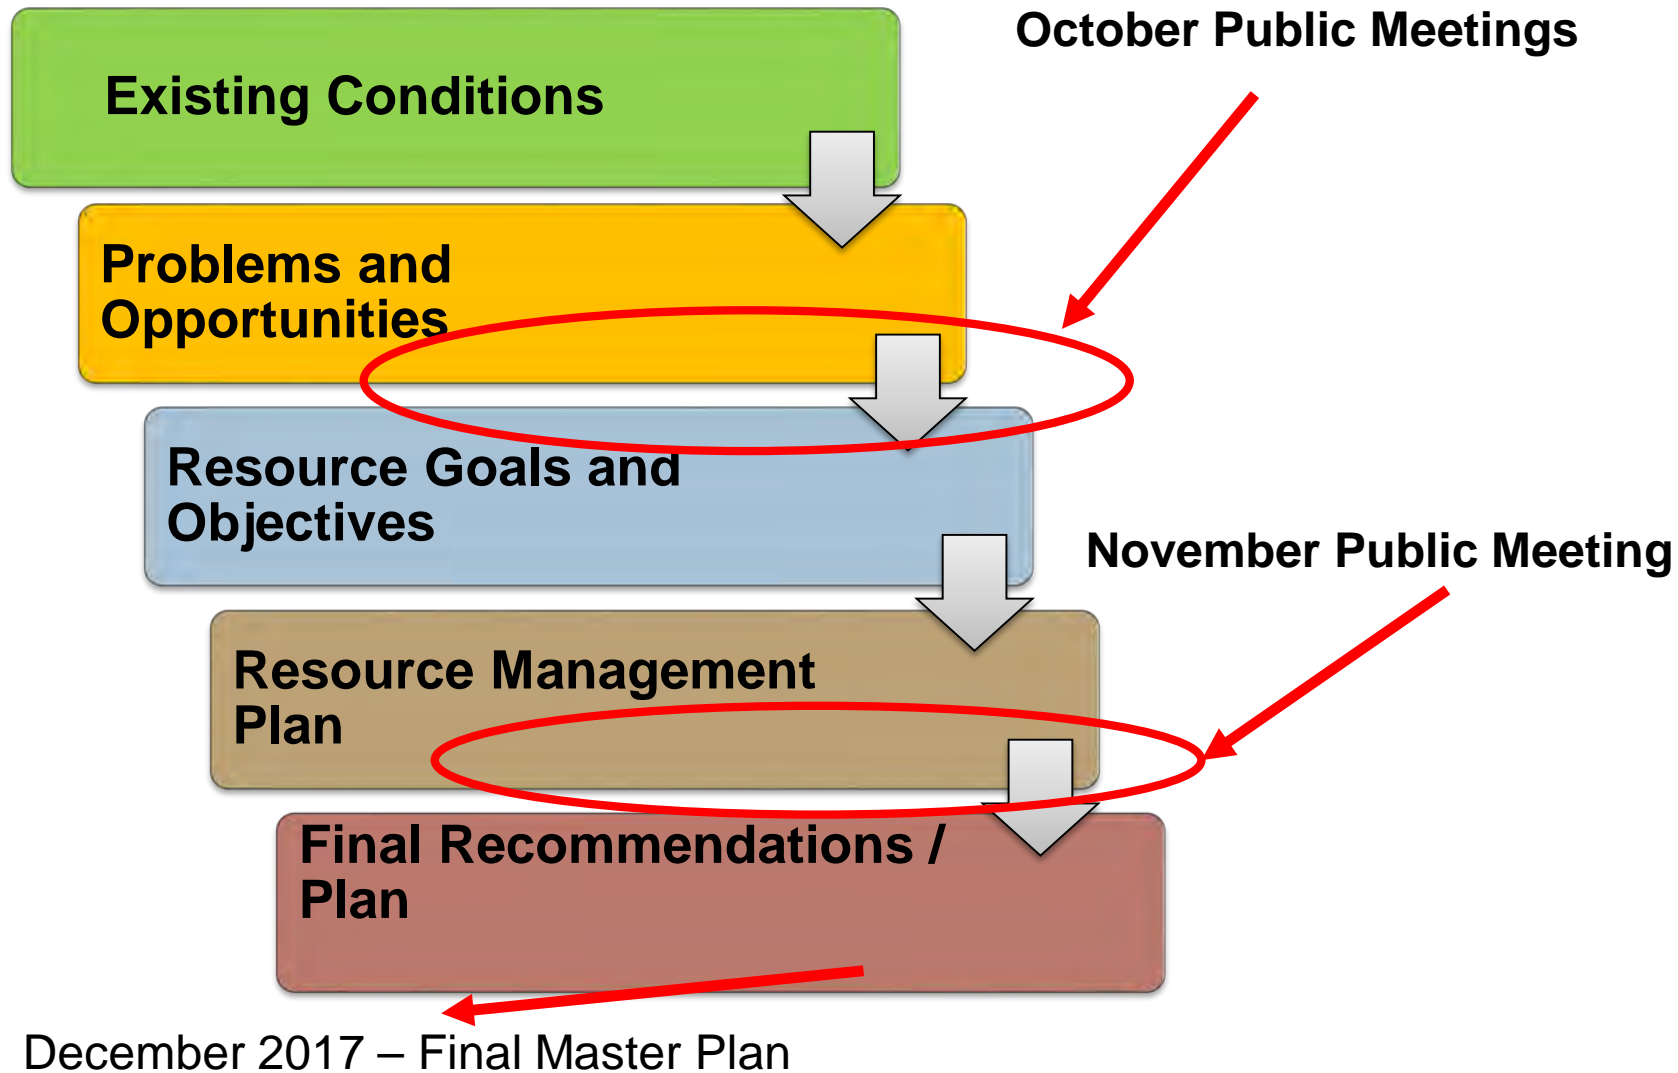 October Public Meetings
Existing Conditions
Problems and
Opportunities
Resource Goals and
Objectives
November Public Meeting
Resource Management
Plan
Final Recommendations /
Plan
December 2017 – Final Master Plan